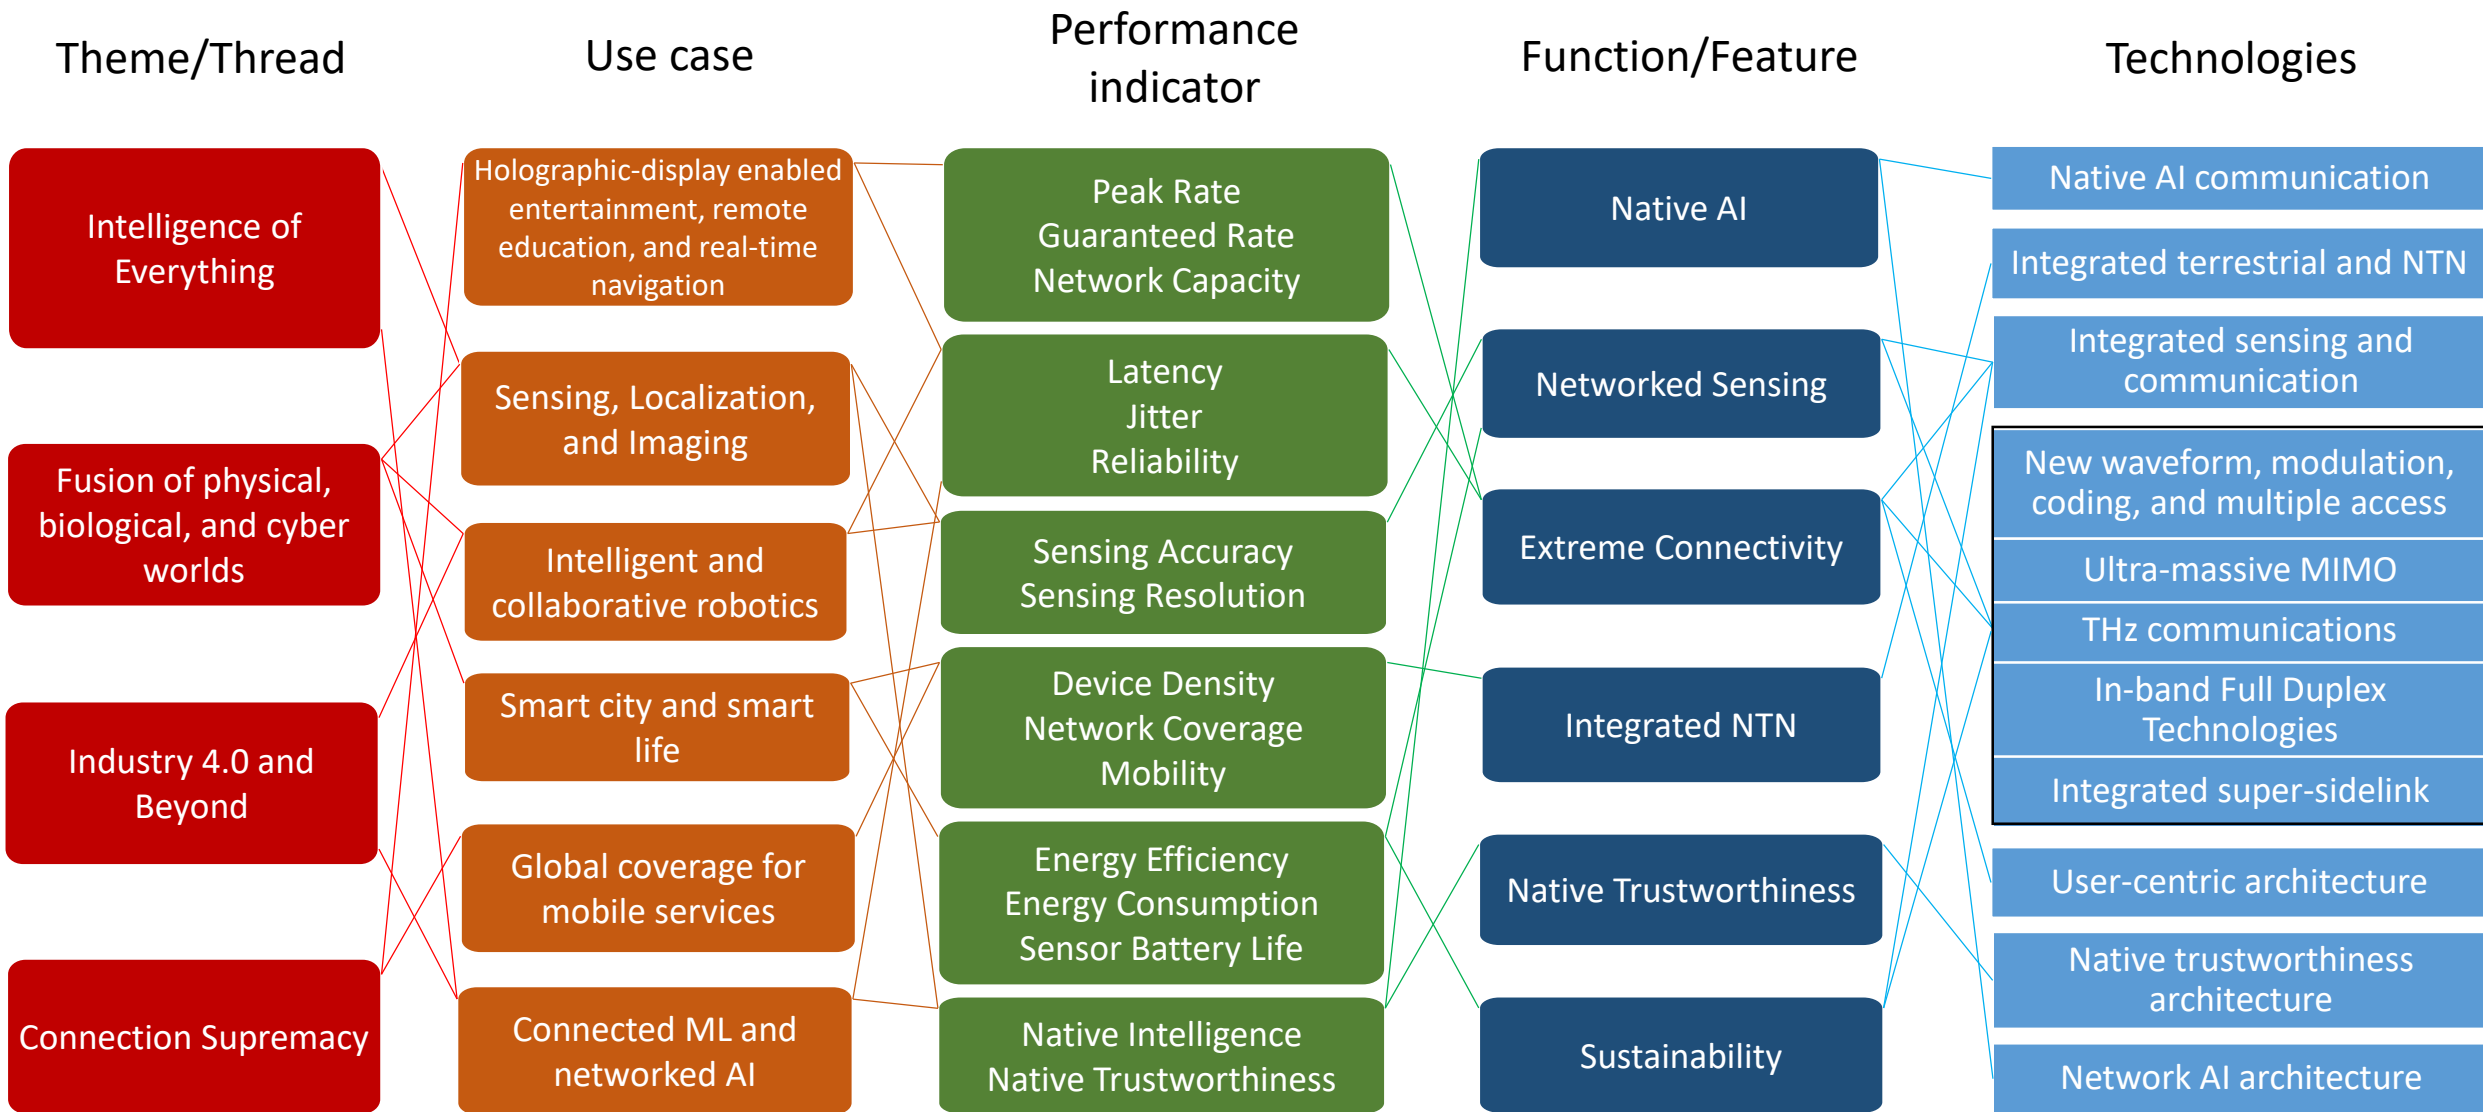 Theme/Thread
Use case
Performance
indicator
Function/Feature
Technologies
Intelligence of
Everything
Fusion of physical,
biological, and cyber
worlds
Industry 4.0 and
Beyond
Connection Supremacy
Holographic-display enabled
entertainment, remote
education, and real-time
navigation
Sensing, Localization,
and Imaging
Intelligent and
collaborative robotics
Smart city and smart
life
Global coverage for
mobile services
Connected ML and
networked AI
Peak Rate
Guaranteed Rate
Network Capacity
Latency
Jitter
Reliability
Sensing Accuracy
Sensing Resolution
Device Density
Network Coverage
Mobility
Energy Efficiency
Energy Consumption
Sensor Battery Life
Native Intelligence
Native Trustworthiness
Native AI
Networked Sensing
Extreme Connectivity
Integrated NTN
Native Trustworthiness
Sustainability
Native AI communication
Integrated terrestrial and NTN
Integrated sensing and
communication
New waveform, modulation,
coding, and multiple access
Ultra-massive MIMO
THz communications
In-band Full Duplex
Technologies
Integrated super-sidelink
User-centric architecture
Native trustworthiness
architecture
Network AI architecture